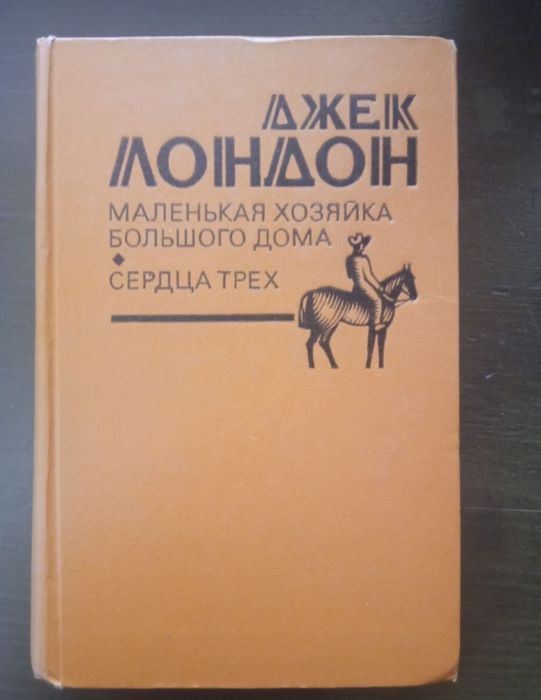 ДЖЕК
ЛОНДОН
МАЛЕНЬКАЯ ХОЗЯЙКА
БОЛЬШОГО ДОМА
СЕРДЦА ТРЕХ